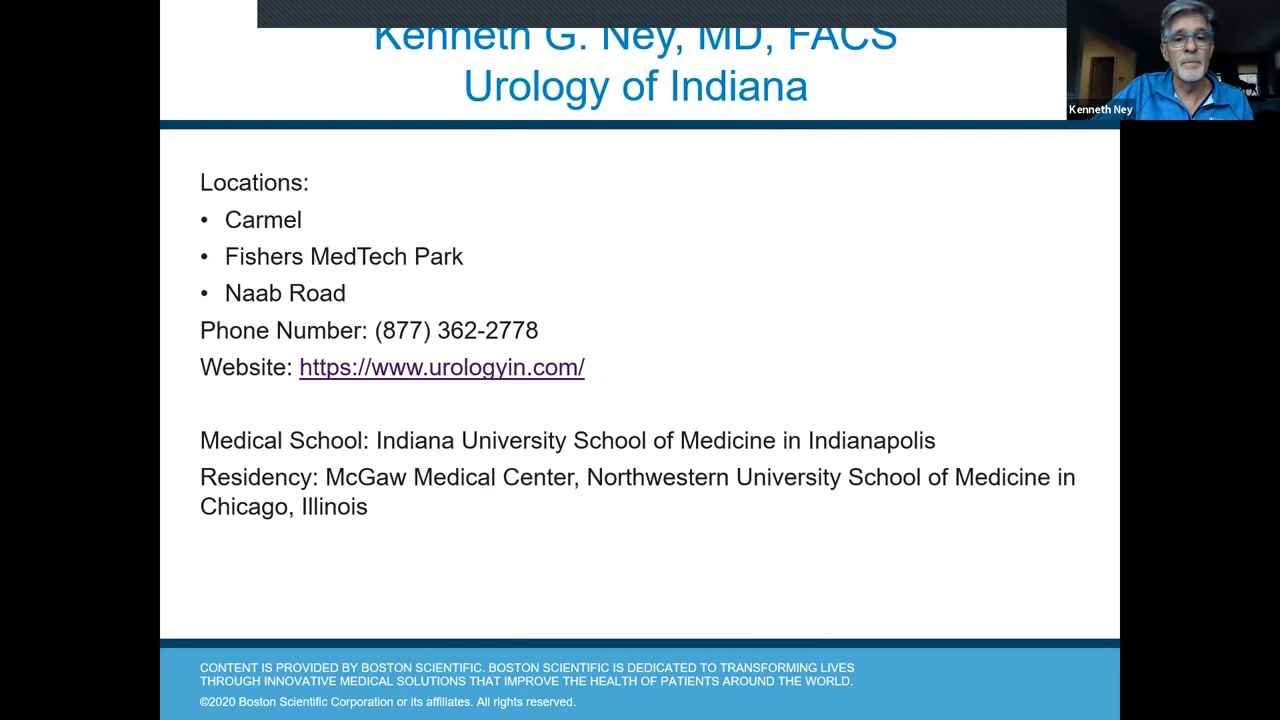 Kenneth G. Ney, MD, FACS
Urology of Indiana
Kenneth Ney
Locations:
• Carmel
• Fishers MedTech Park
• Naab Road
Phone Number: (877) 362-2778
Website: https://www.urologyin.com/
Medical School: Indiana University School of Medicine in Indianapolis
Residency: McGaw Medical Center, Northwestern University School of Medicine in
Chicago, Illinois
CONTENT IS PROVIDED BY BOSTON SCIENTIFIC. BOSTON SCIENTIFIC IS DEDICATED TO TRANSFORMING LIVES
THROUGH INNOVATIVE MEDICAL SOLUTIONS THAT IMPROVE THE HEALTH OF PATIENTS AROUND THE WORLD.
©2020 Boston Scientific Corporation or its affiliates. All rights reserved.